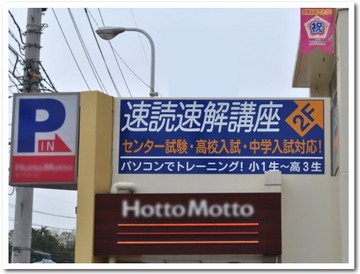 祝
P
IN
HottoMotto
速読速解講座
2F
センター試験・高校入試・中学入試対応!
パソコンでトレーニング! 小1生〜高3生
HottoMotto